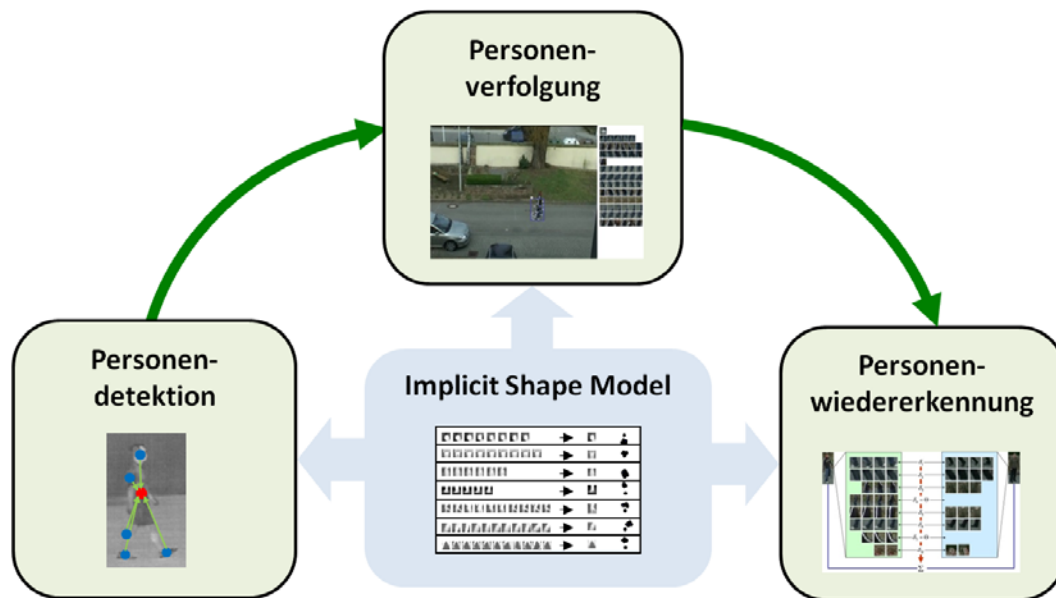 Personen-
verfolgung
Personen-
detektion
Implicit Shape Model
Personen-
wiedererkennung
Σ